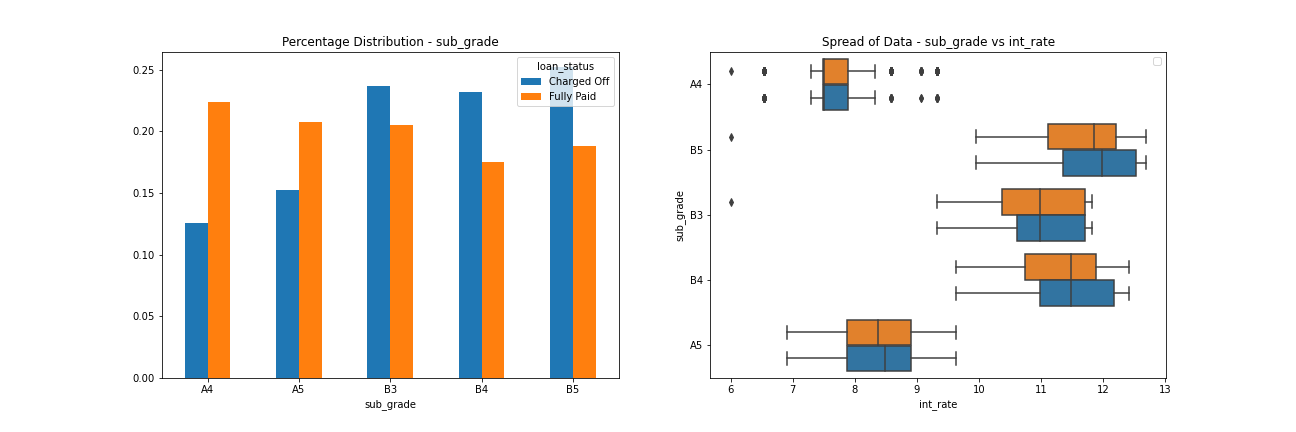 Percentage Distribution - sub_grade
loan_status
Charged Off
Fully Paid
0.25
0.20
0.15
0.10
0.05
0.00
A4 A5 B3 B4 B5
sub_grade
Spread of Data - sub_grade vs int_rate
sub_grade
A4
B5
B3
B4
A5
6 7 8 9 10 11 12 13
int_rate